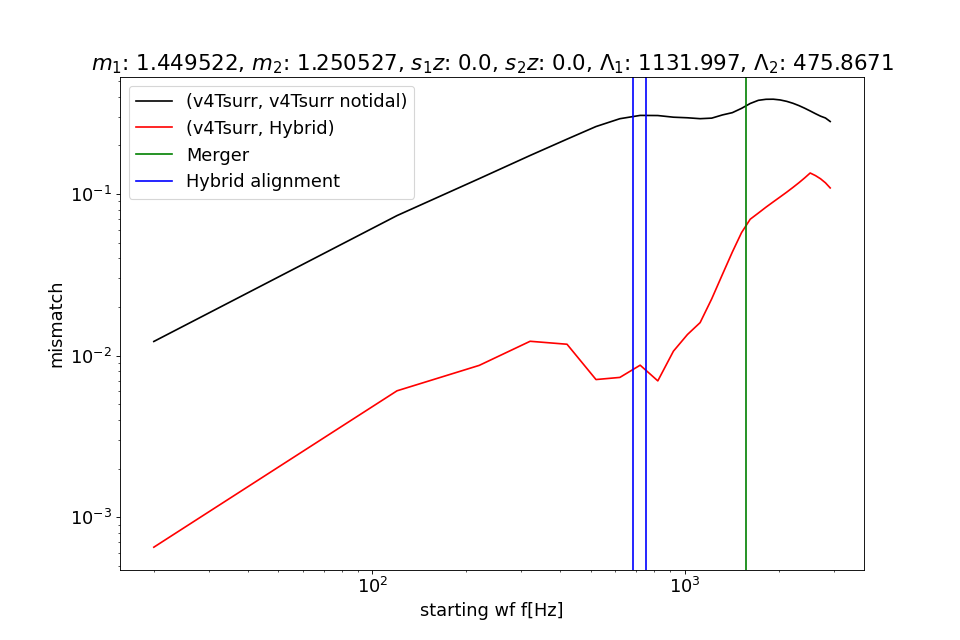 m₁: 1.449522, m₂: 1.250527, s₁z: 0.0, s₂z: 0.0, Λ₁: 1131.997, Λ₂: 475.8671
(v4Tsurr, v4Tsurr notidal)
(v4Tsurr, Hybrid)
Merger
Hybrid alignment
mismatch
10⁻¹
10⁻²
10⁻³
10² 10³
starting wf f[Hz]